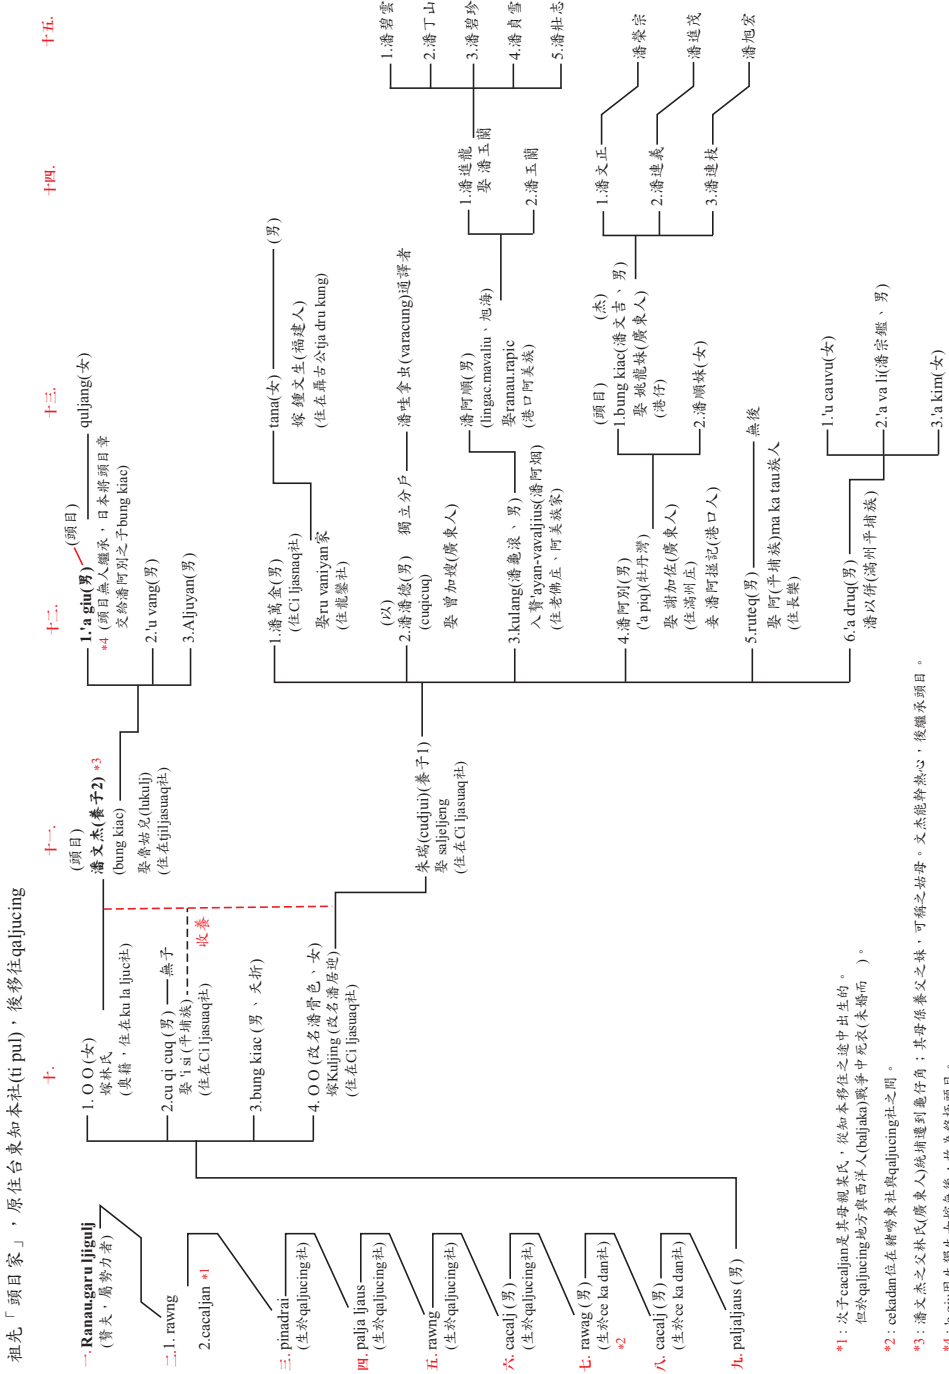 祖先「頭目家」，原住台東知本社(ti pul)，後移往qaljucing
一. Ranau.garu ljigulj
(贅夫，屬勢力者)
二. 1. rawng
2.cacaljan *1
三. pinadrai
(生於qaljucing社)
四. palja ljaus
(生於qaljucing社)
五. rawng
(生於qaljucing社)
六. cacalj (男)
(生於qaljucing社)
七. rawag (男)
(生於ce ka dan社)
*2
八. cacalj (男)
(生於ce ka dan社)
九. paljaljaus (男)
十.
1. O O (女)
嫁林氏
(奧籍，住在ku la ljuc社)
2.cu qi cuq (男)
無子
娶 'i si (平埔族)
(住在Ci ljasuaq社)
收養
3.bung kiac (男、夭折)
4. O O (改名潘骨色、女)
嫁Kuljing (改名潘居迎)
(住在Ci ljasuaq社)
十一.
(頭目)
潘文杰(養子2) *3
(bung kiac)
娶魯姑兒(lukulj)
(住在tjiljasuaq社)
朱瑞(cudjui)(養子1)
娶 saljeljeng
(住在Ci ljasuaq社)
十二.
(頭目)
1.'a giu(男)
*4 (頭目無人繼承，日本將頭目章
交給潘阿別之子bung kiac)
2.'u vang(男)
3.Aljuyan(男)
1.潘萬金(男)
(住在Ci ljasnaq社)
娶ru vaniyan家
(住在龍鑾社)
(以)
2.潘潘德(男) 獨立分戶
(cuqicuq)
娶 曾加嫂(廣東人)
3.kulang(潘龜滾、男)
入贅'ayan-vavaljius(潘阿烟)
(住在老佛庄、阿美族家)
4.潘阿別(男)
('a piq)(牡丹灣)
娶 謝加佐(廣東人)
(住滿州庄)
妾 潘阿掽記(港口人)
5.ruteq(男)
無後
娶 阿(平埔族)ma ka tau族人
(住在長樂)
6.'a druq(男)
潘以併(滿州平埔族)
十三.
quljang(女)
tana(女)
(男)
嫁 鍾文生(福建人)
(住在聶古公tja dru kung)
潘哇拿虫(varacung)通譯者
潘阿順(男)
(lingac.mavaliu、旭海)
娶ranau.rapic
(港口阿美族)
(頭目) (杰)
1.bung kiac(潘文吉、男)
娶 姚龍妹(廣東人)
(港仔)
2.潘順妹(女)
1.'u cauvu(女)
2.'a va li(潘宗鑑、男)
3.'a kim(女)
十四.
1.潘進龍
娶 潘玉蘭
2.潘玉蘭
1.潘文正
2.潘連義
3.潘連枝
十五.
1.潘碧雲
2.潘丁山
3.潘碧珍
4.潘貞雪
5.潘壯志
潘榮宗
潘進茂
潘旭宏
*1：次子cacaljan是其母親某氏，從知本移住之途中出生的。
但於qaljucing地方與西洋人(baljaka)戰爭中死衣(未婚而 )。
*2：cekadan位在豬嘮束社與qaljucing社之間。
*3：潘文杰之父林氏(廣東人)統埔遷到龜仔角；其母係養父之妹，可稱之姑母。文杰能幹熱心，後繼承頭目。